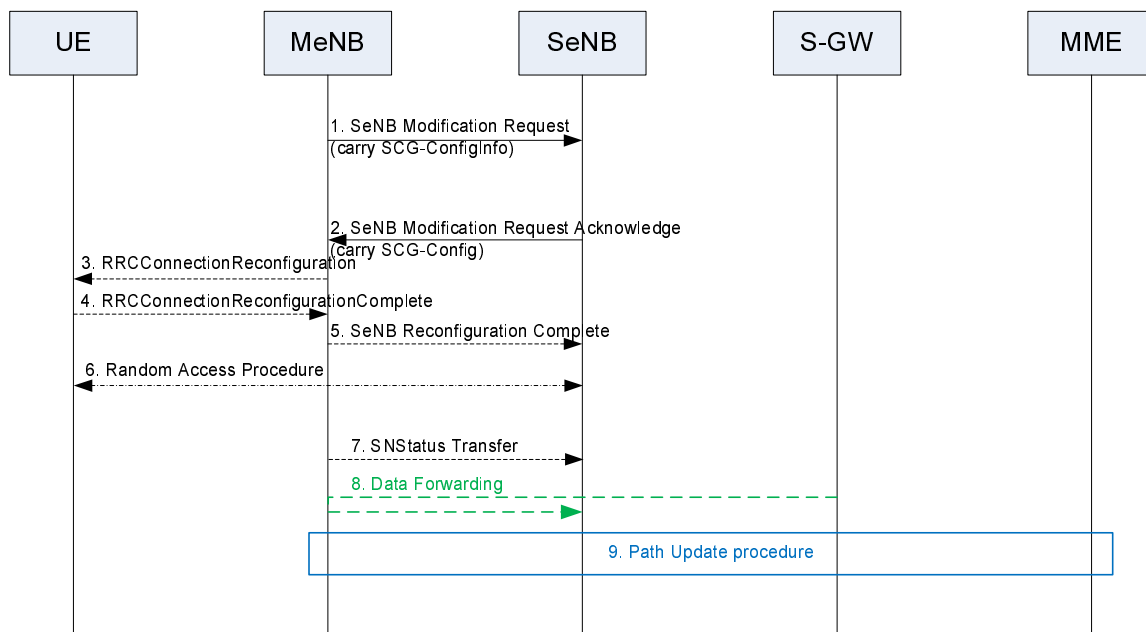 UE
MeNB
SeNB
S-GW
MME
1. SeNB Modification Request
(carry SCG-ConfigInfo)
2. SeNB Modification Request Acknowledge
(carry SCG-Config)
3. RRCConnectionReconfiguration
4. RRCConnectionReconfigurationComplete
5. SeNB Reconfiguration Complete
6. Random Access Procedure
7. SNStatus Transfer
8. Data Forwarding
9. Path Update procedure